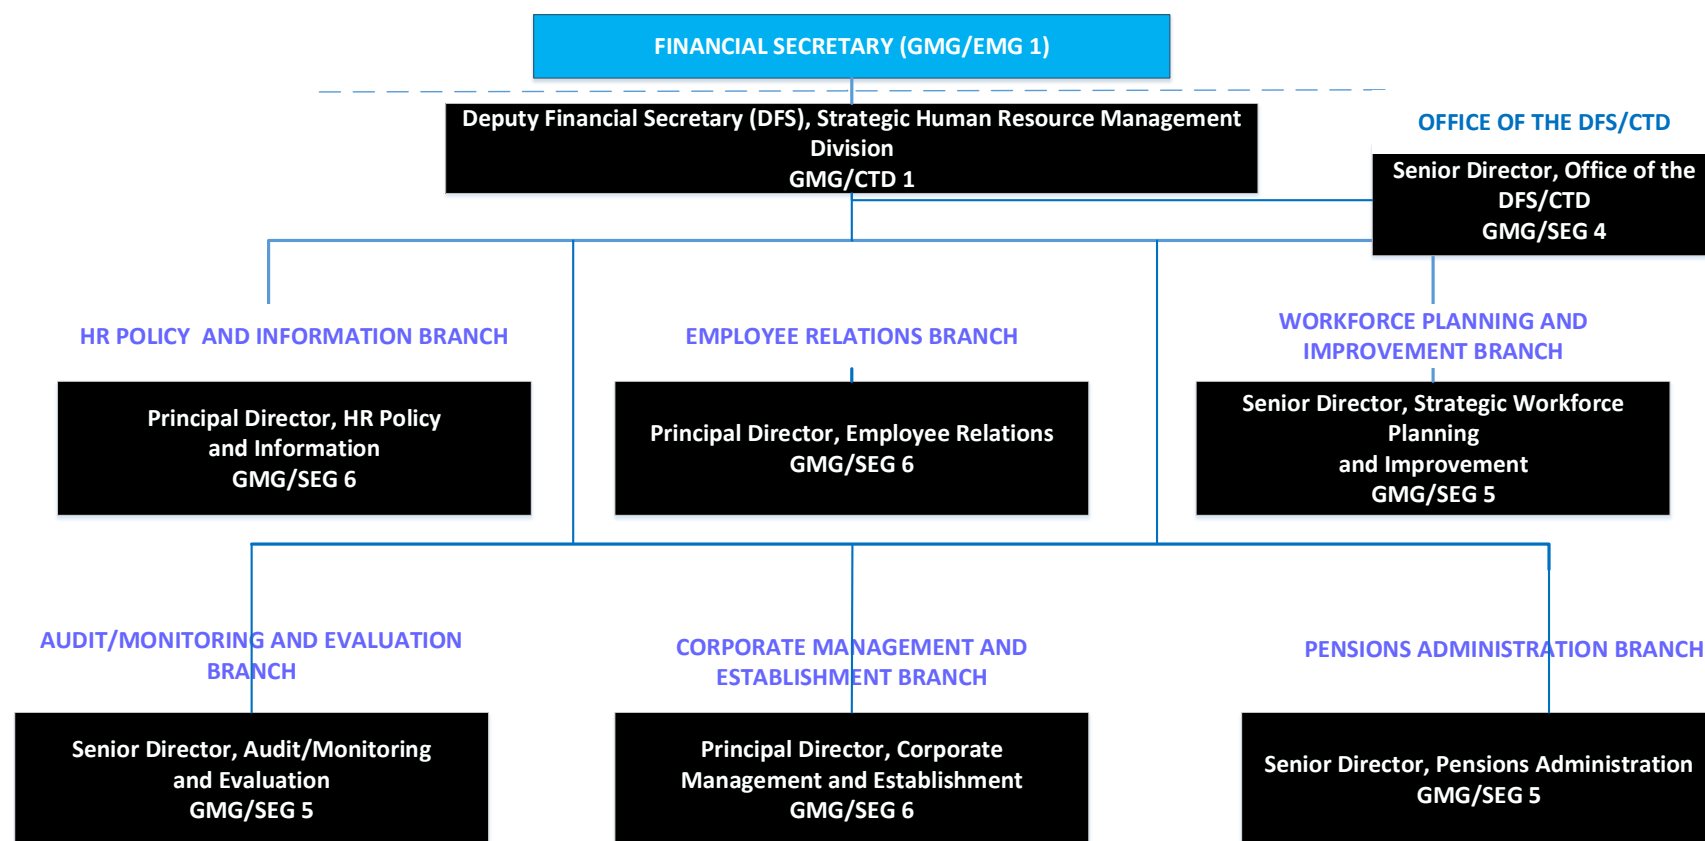 FINANCIAL SECRETARY (GMG/EMG 1)
Deputy Financial Secretary (DFS), Strategic Human Resource Management
Division
GMG/CTD 1
OFFICE OF THE DFS/CTD
Senior Director, Office of the
DFS/CTD
GMG/SEG 4
HR POLICY  AND INFORMATION BRANCH
Principal Director, HR Policy
and Information
GMG/SEG 6
EMPLOYEE RELATIONS BRANCH
Principal Director, Employee Relations
GMG/SEG 6
WORKFORCE PLANNING AND
IMPROVEMENT BRANCH
Senior Director, Strategic Workforce
Planning
and Improvement
GMG/SEG 5
AUDIT/MONITORING AND EVALUATION
BRANCH
Senior Director, Audit/Monitoring
and Evaluation
GMG/SEG 5
CORPORATE MANAGEMENT AND
ESTABLISHMENT BRANCH
Principal Director, Corporate
Management and Establishment
GMG/SEG 6
PENSIONS ADMINISTRATION BRANCH
Senior Director, Pensions Administration
GMG/SEG 5